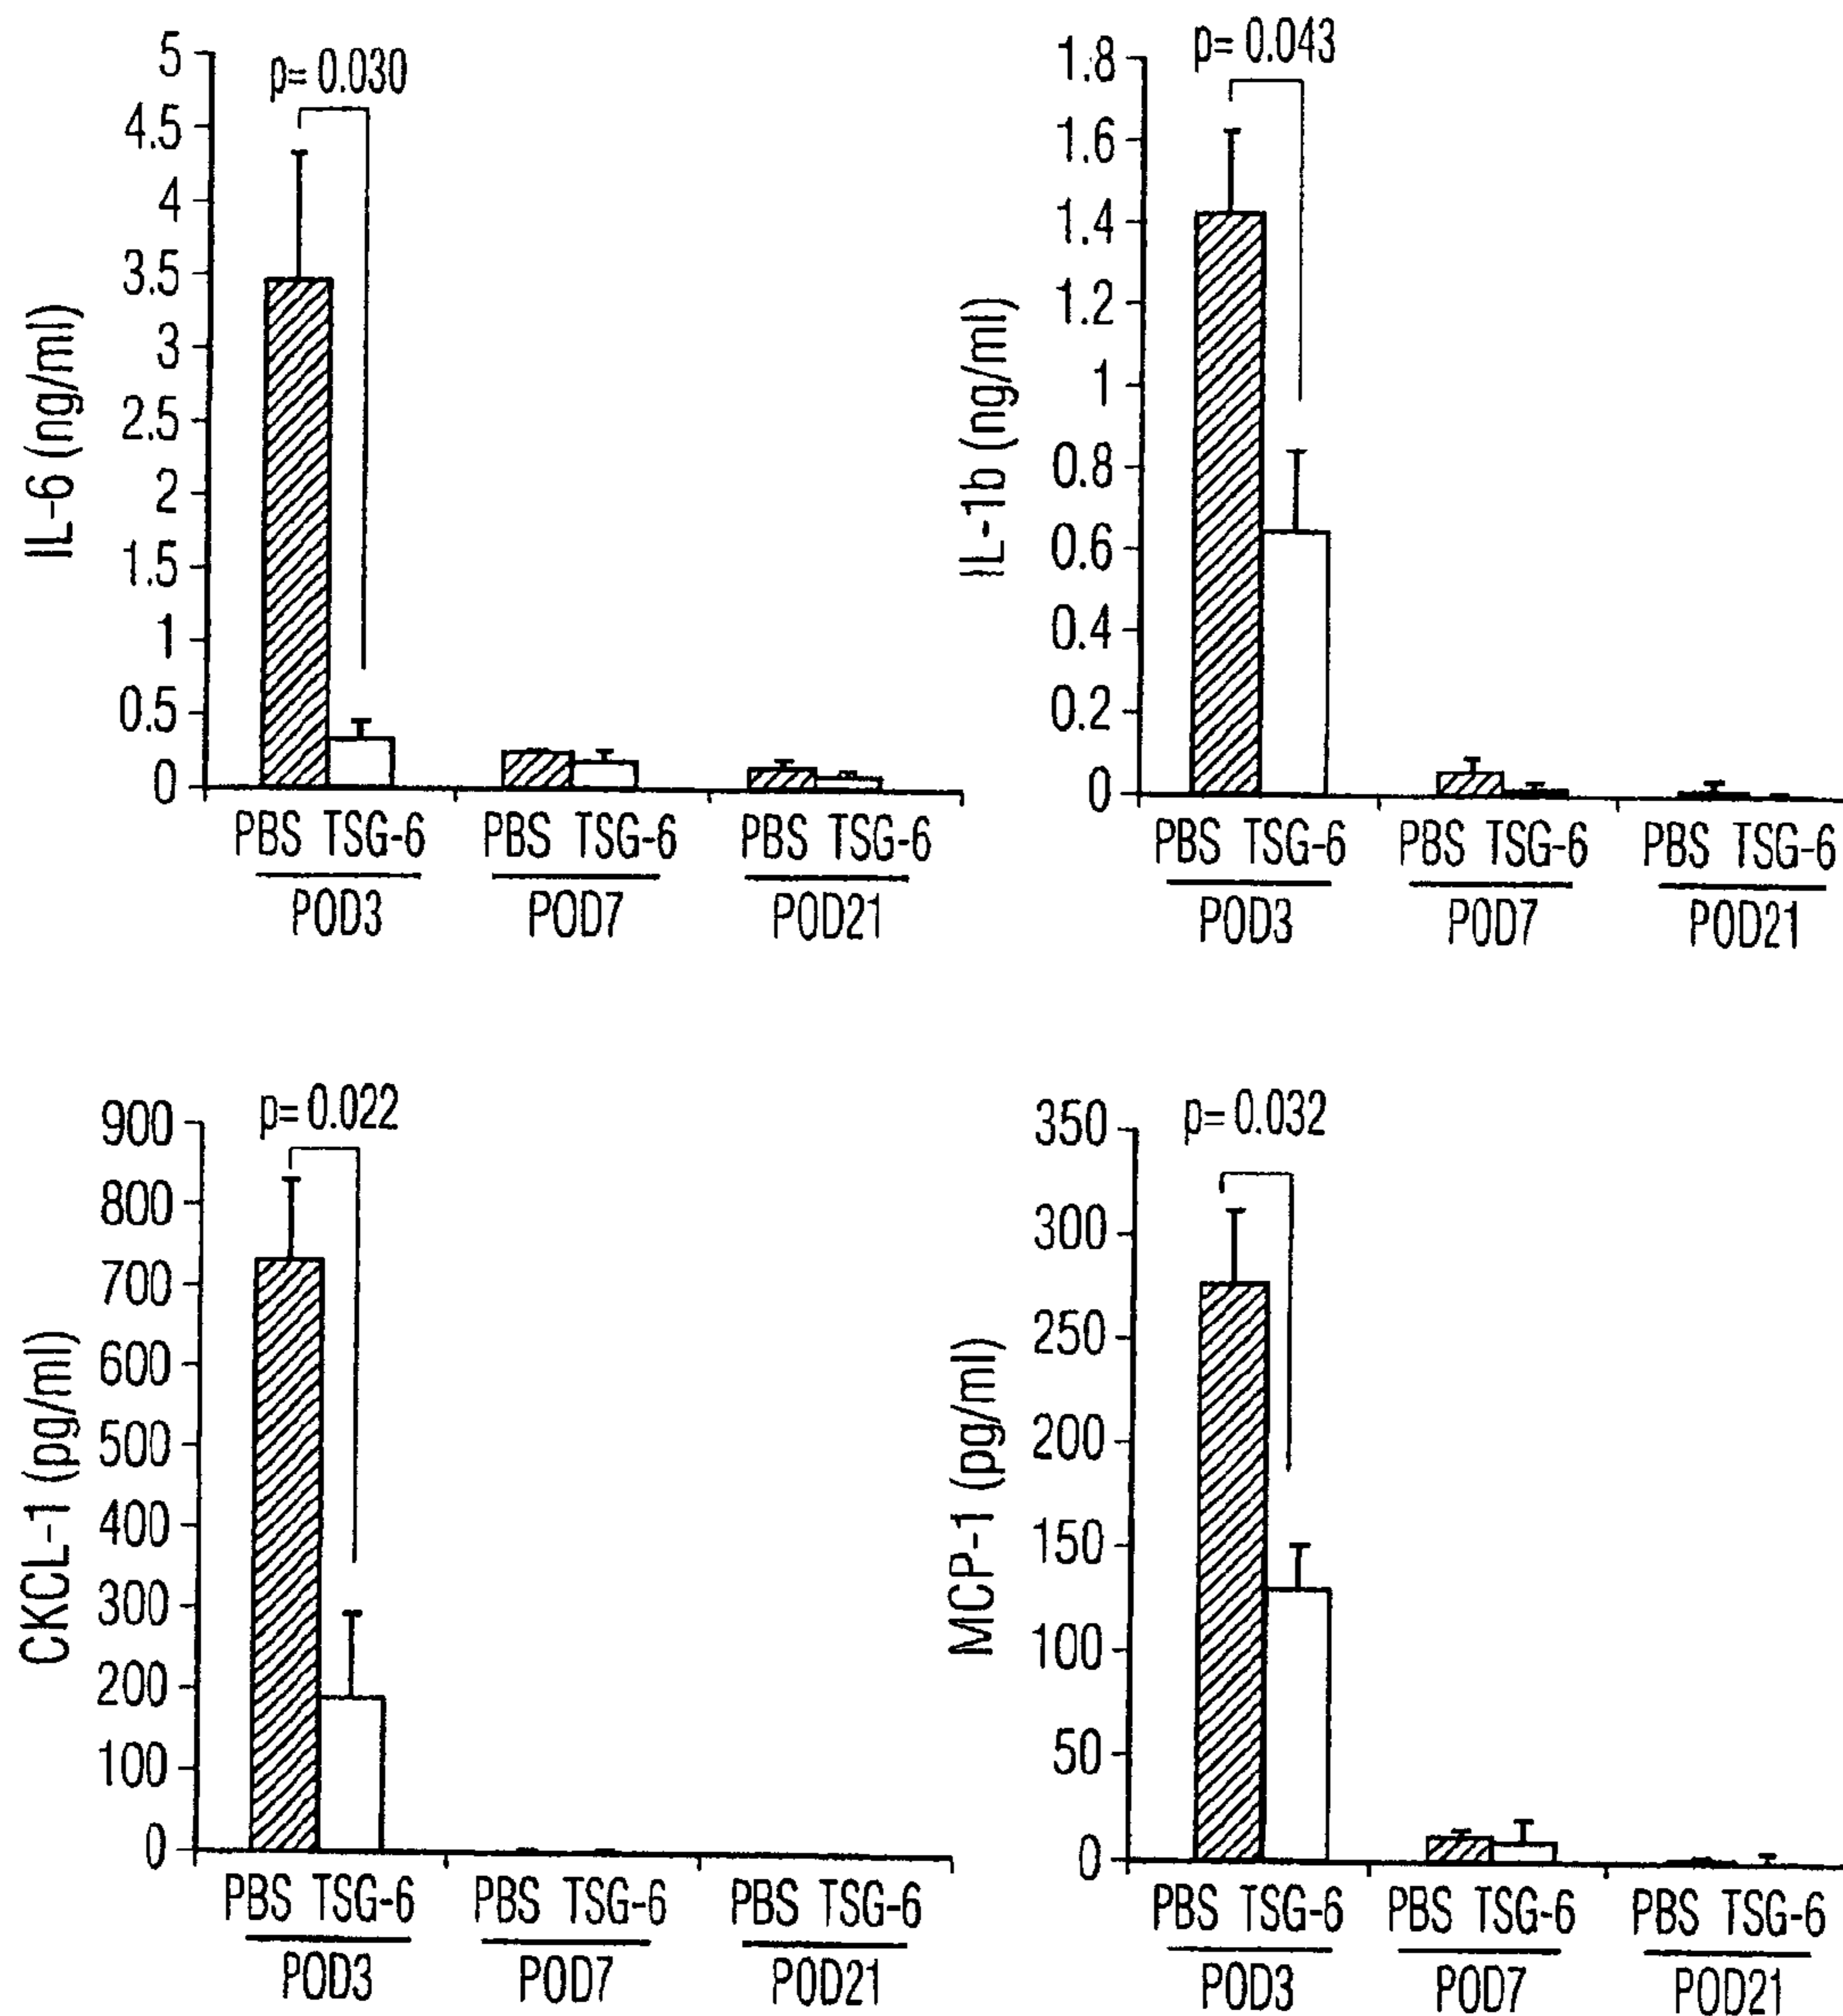 p= 0.030
5
4.5
4
3.5
3
2.5
2
1.5
1
0.5
0
IL-6 (ng/ml)
PBS TSG-6 PBS TSG-6 PBS TSG-6
POD3 POD7 POD21
p= 0.043
1.8
1.6
1.4
1.2
1
0.8
0.6
0.4
0.2
0
IL-1b (ng/ml)
PBS TSG-6 PBS TSG-6 PBS TSG-6
POD3 POD7 POD21
p= 0.022
900
800
700
600
500
400
300
200
100
0
CKCL-1 (pg/ml)
PBS TSG-6 PBS TSG-6 PBS TSG-6
POD3 POD7 POD21
p= 0.032
350
300
250
200
150
100
50
0
MCP-1 (pg/ml)
PBS TSG-6 PBS TSG-6 PBS TSG-6
POD3 POD7 POD21